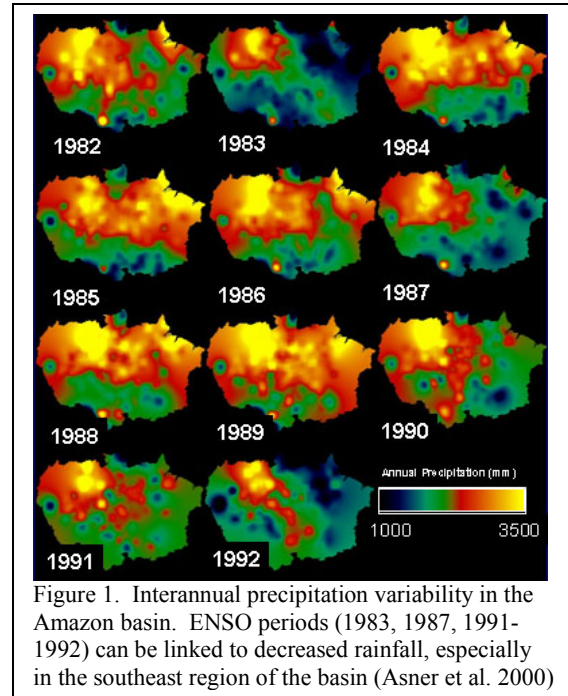 1982
1983
1984
1985
1986
1987
1988
1989
1990
Annual Precipitation (mm)
1000
3500
1991
1992
Figure 1.  Interannual precipitation variability in the
Amazon basin.  ENSO periods (1983, 1987, 1991-
1992) can be linked to decreased rainfall, especially
in the southeast region of the basin (Asner et al. 2000)